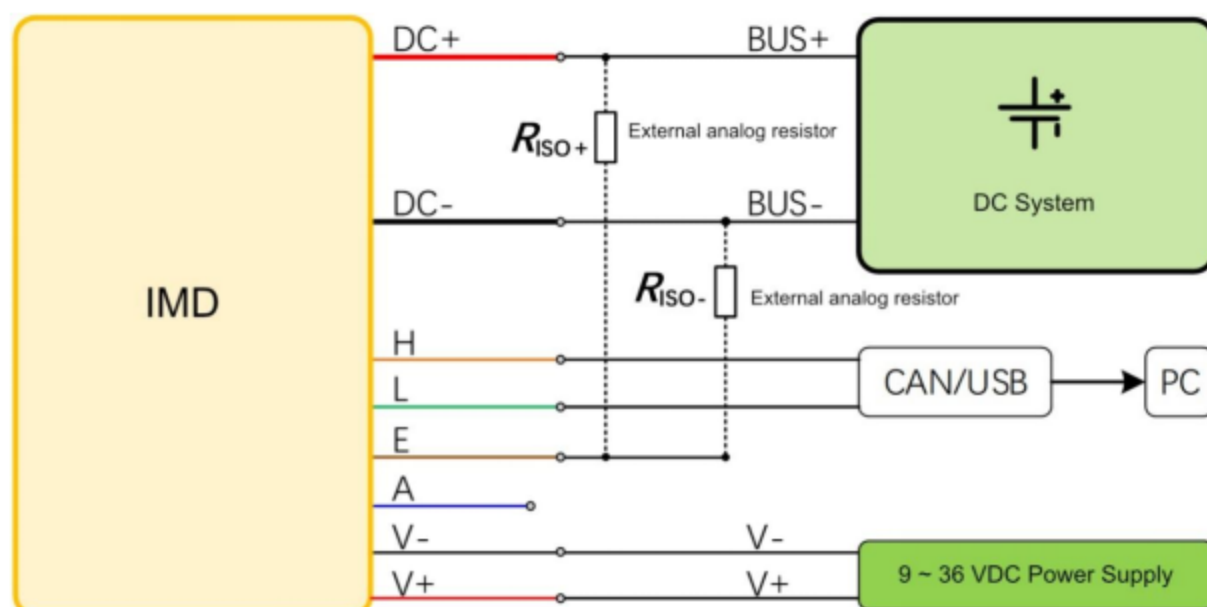 DC+
BUS+
RISO+
External analog resistor
DC-
BUS-
DC System
IMD
RISO-
External analog resistor
H
L
CAN/USB
PC
E
A
V-
V-
9 ~ 36 VDC Power Supply
V+
V+